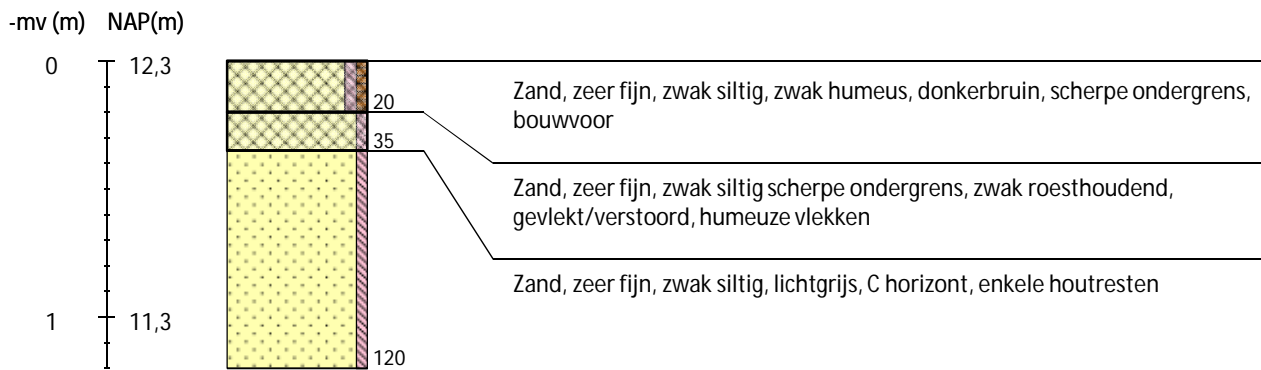 -mv (m) NAP(m)
0 12,3
20
Zand, zeer fijn, zwak siltig, zwak humeus, donkerbruin, scherpe ondergrens,
bouwvoor
35
Zand, zeer fijn, zwak siltig scherpe ondergrens, zwak roesthoudend,
gevlekt/verstoord, humeuze vlekken
Zand, zeer fijn, zwak siltig, lichtgrijs, C horizont, enkele houtresten
1 11,3
120